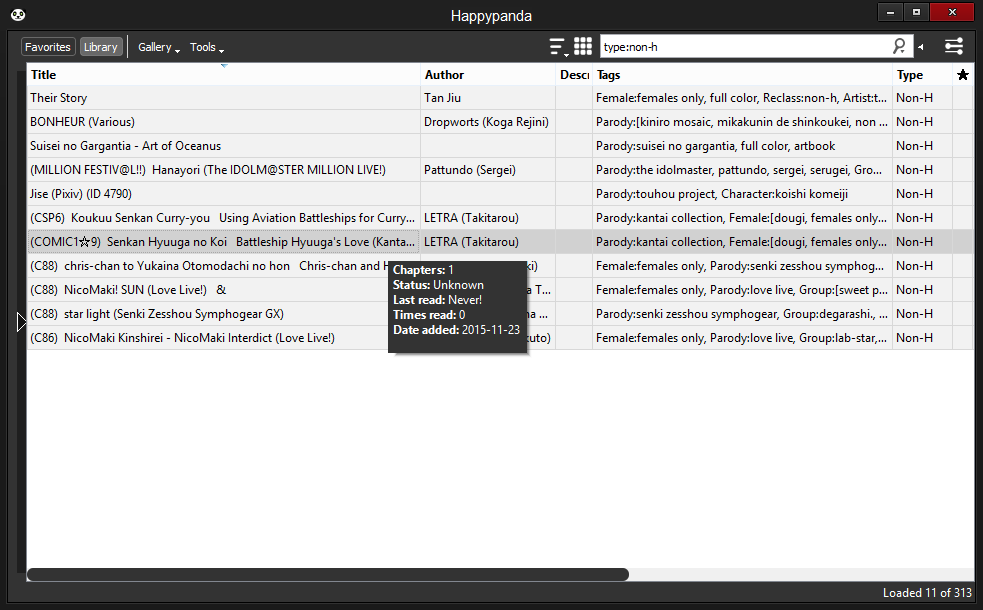 Happypanda
Favorites Library Gallery Tools type:non-h
Title Author Descr Tags Type
Their Story Tan Jiu Female:females only, full color, Reclass:non-h, Artist:t... Non-H
BONHEUR (Various) Dropworts (Koga Rejini) Parody:[kiniro mosaic, mikakunin de shinkoukei, non ... Non-H
Suisei no Gargantia - Art of Oceanus Parody:suisei no gargantia, full color, artbook Non-H
(MILLION FESTIV@L!!) Hanayori (The IDOLM@STER MILLION LIVE!) Pattundo (Sergei) Parody:the idolmaster, pattundo, sergei, serugei, Gro... Non-H
Jise (Pixiv) (ID 4790) Parody:touhou project, Character:koishi komeiji Non-H
(CSP6) Koukuu Senkan Curry-you Using Aviation Battleships for Curry... LETRA (Takitarou) Parody:kantai collection, Female:[dougi, females only... Non-H
(COMIC1☆9) Senkan Hyuuga no Koi Battleship Hyuuga's Love (Kanta... LETRA (Takitarou) Parody:kantai collection, Female:[dougi, females only... Non-H
(C88) chris-chan to Yukaina Otomodachi no hon Chris-chan and H ki) Female:females only, Parody:senki zesshou symphog... Non-H
(C88) NicoMaki! SUN (Love Live!) & a T... Female:females only, Parody:love live, Group:[sweet p... Non-H
(C88) star light (Senki Zesshou Symphogear GX) na ... Parody:senki zesshou symphogear, Group:degarashi., ... Non-H
(C86) NicoMaki Kinshirei - NicoMaki Interdict (Love Live!) uto) Female:females only, Parody:love live, Group:lab-star,... Non-H
Chapters: 1
Status: Unknown
Last read: Never!
Times read: 0
Date added: 2015-11-23
Loaded 11 of 313